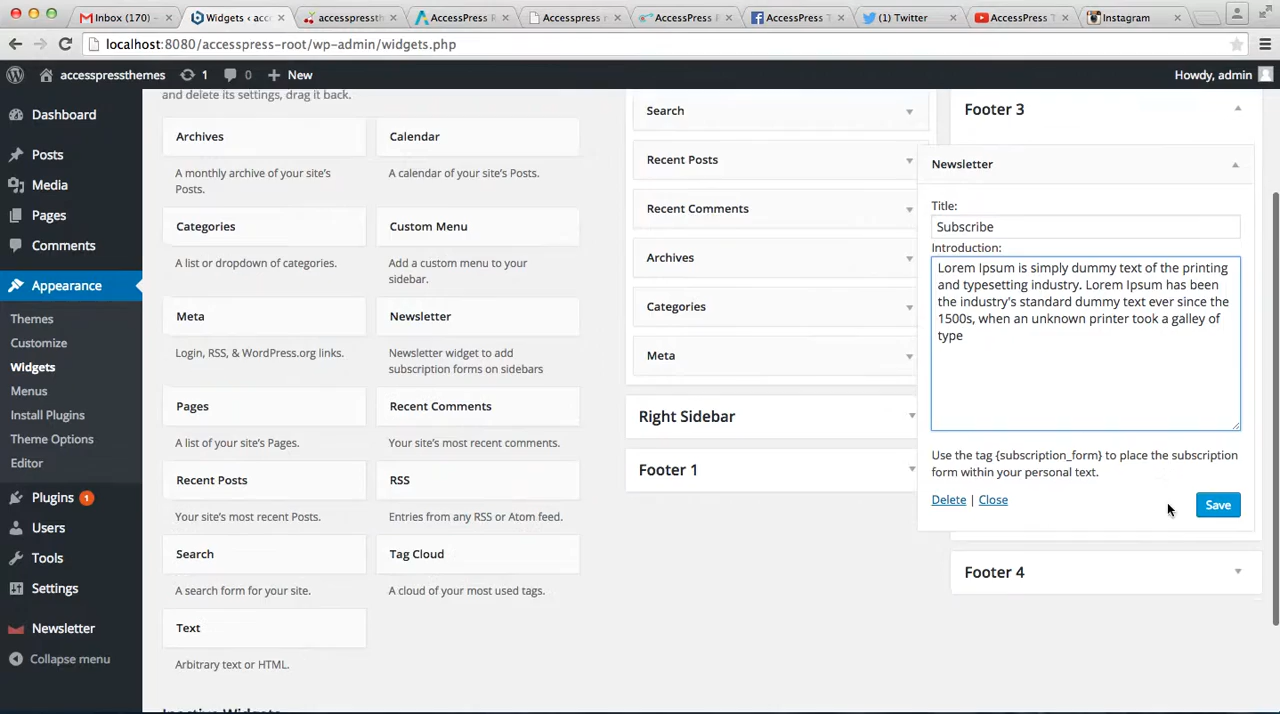 Inbox (170) -
Widgets ‹ acce
accesspressth
AccessPress R
Accesspress
AccessPress
AccessPress T
(1) Twitter
AccessPress T
Instagram
localhost:8080/accesspress-root/wp-admin/widgets.php
accesspressthemes 1 0 New
Howdy, admin
Dashboard
Posts
Media
Pages
Comments
Appearance
Themes
Customize
Widgets
Menus
Install Plugins
Theme Options
Editor
Plugins 1
Users
Tools
Settings
Newsletter
Collapse menu
and delete its settings, drag it back.
Archives
A monthly archive of your site's
Posts.
Calendar
A calendar of your site's Posts.
Categories
A list or dropdown of categories.
Custom Menu
Add a custom menu to your
sidebar.
Meta
Login, RSS, & WordPress.org links.
Newsletter
Newsletter widget to add
subscription forms on sidebars
Pages
A list of your site's Pages.
Recent Comments
Your site's most recent comments.
Recent Posts
Your site's most recent Posts.
RSS
Entries from any RSS or Atom feed.
Search
A search form for your site.
Tag Cloud
A cloud of your most used tags.
Text
Arbitrary text or HTML.
Inactive Widgets
Search
Recent Posts
Recent Comments
Archives
Categories
Meta
Right Sidebar
Footer 1
Footer 3
Newsletter
Title:
Subscribe
Introduction:
Lorem Ipsum is simply dummy text of the printing
and typesetting industry. Lorem Ipsum has been
the industry's standard dummy text ever since the
1500s, when an unknown printer took a galley of
type
Use the tag {subscription_form} to place the subscription
form within your personal text.
Delete | Close
Save
Footer 4